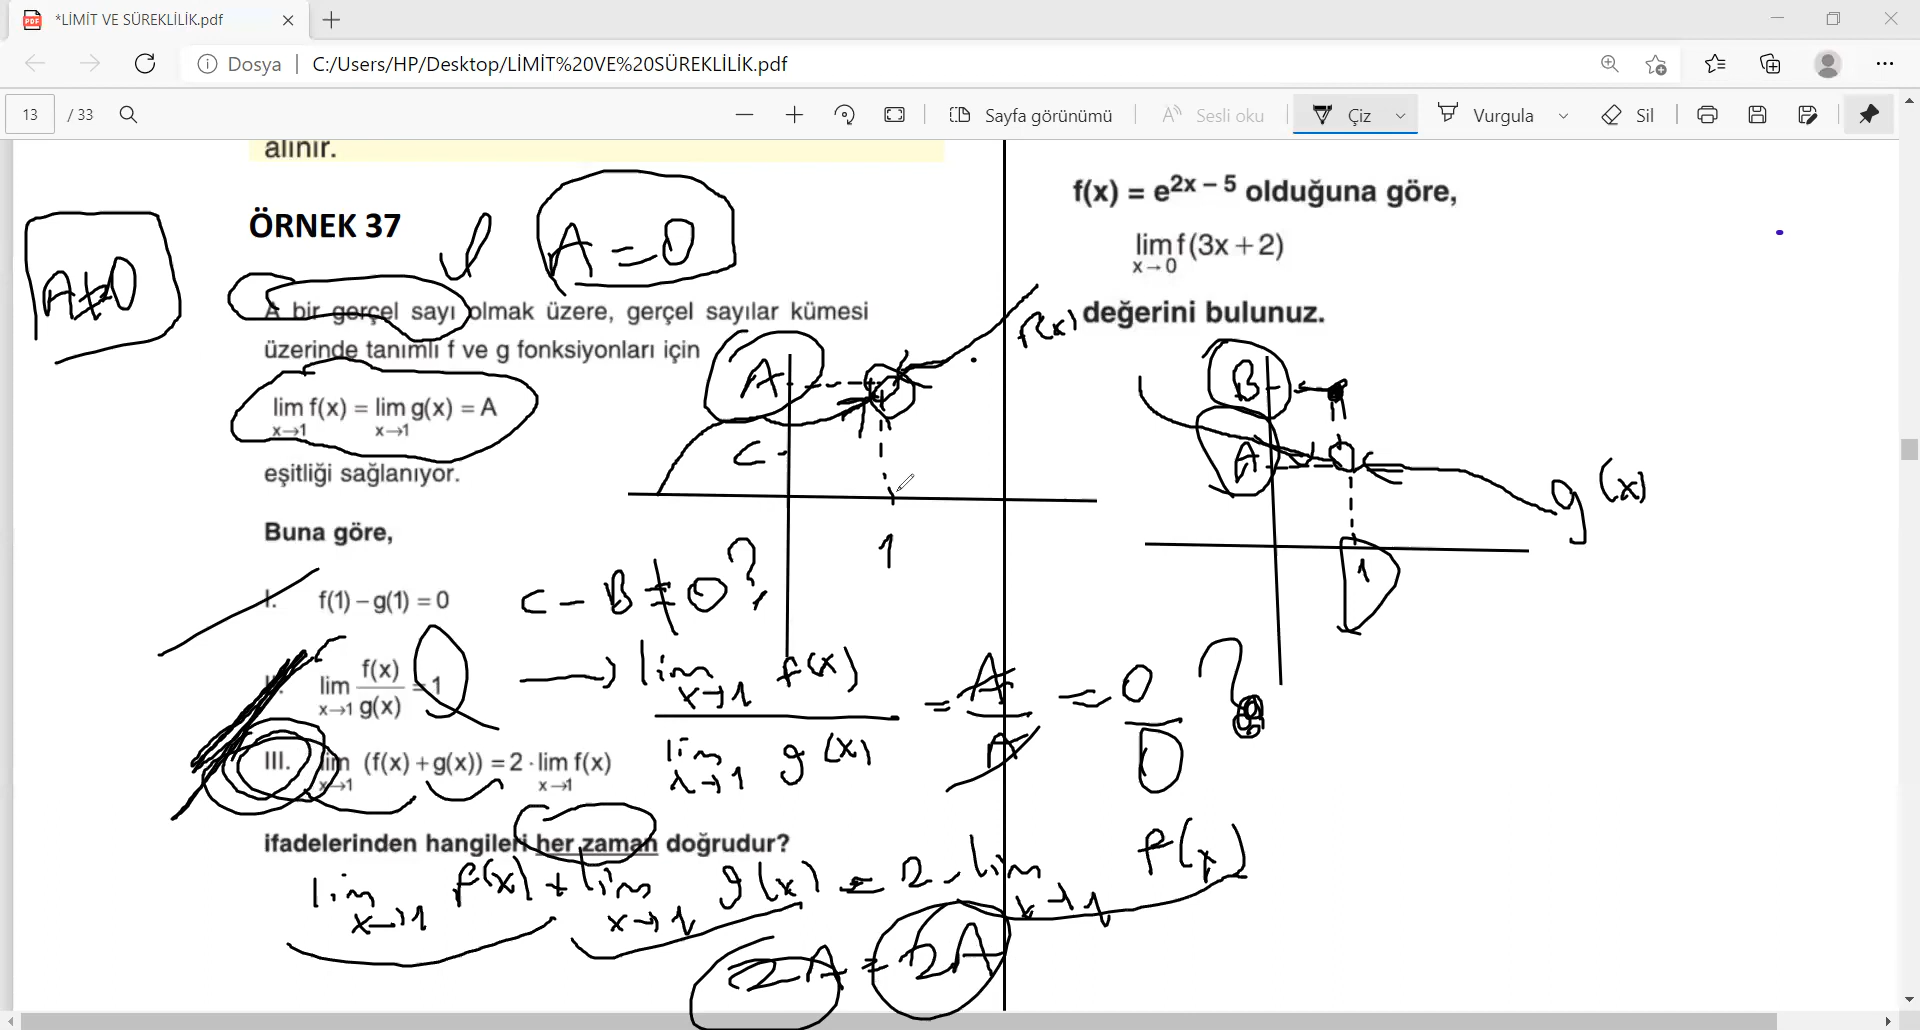 *LİMİT VE SÜREKLİLİK.pdf
Dosya | C:/Users/HP/Desktop/LİMİT%20VE%20SÜREKLİLİK.pdf
13 / 33
Sayfa görünümü
Sesli oku
Çiz
Vurgula
Sil
alınır.
ÖRNEK 37
A = 0
A ≠ 0
A bir gerçel sayı olmak üzere, gerçel sayılar kümesi
üzerinde tanımlı f ve g fonksiyonları için
lim f(x) = lim g(x) = A
x→1 x→1
eşitliği sağlanıyor.
Buna göre,
I. f(1) – g(1) = 0
C – B ≠ 0 ?
II. lim f(x)/g(x) = 1
x→1
lim f(x)
x→1
lim g(x)
x→1
= A/A = 0/0 ?
III. lim (f(x) + g(x)) = 2 · lim f(x)
x→1 x→1
ifadelerinden hangileri her zaman doğrudur?
lim f(x) + lim g(x) = 2 . lim f(x)
x→1 x→1 x→1
2A = 2A
A
C
1
f(x)
f(x) = e^(2x – 5) olduğuna göre,
lim f(3x + 2)
x→0
değerini bulunuz.
B
A
1
g(x)